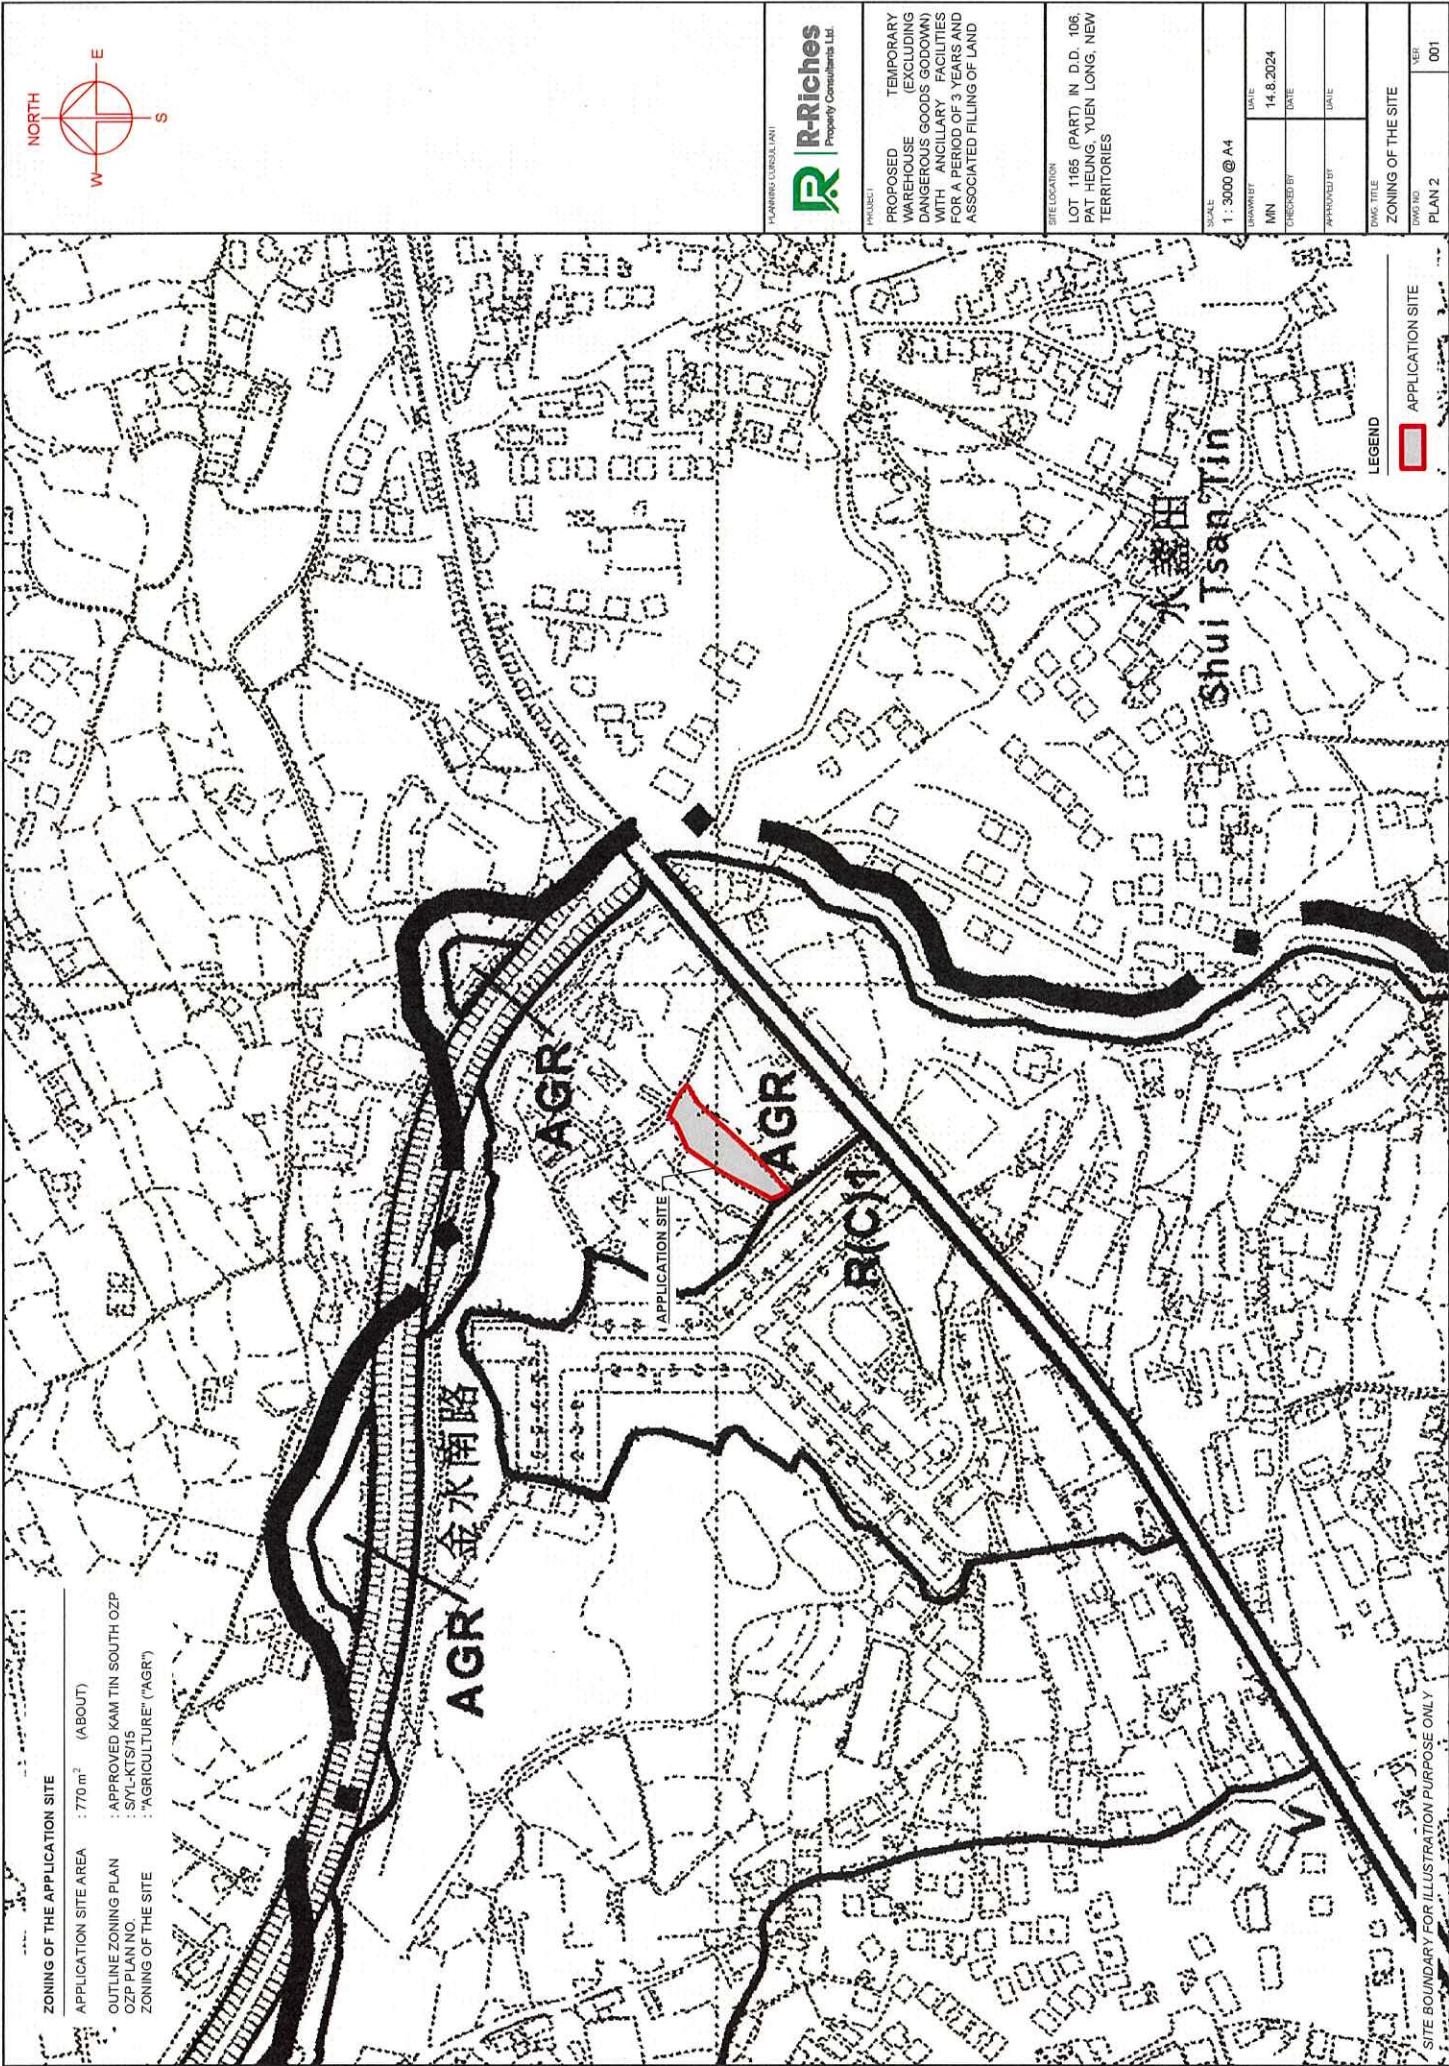 ZONING OF THE APPLICATION SITE
APPLICATION SITE AREA : 770 m² (ABOUT)
OUTLINE ZONING PLAN : APPROVED KAM TIN SOUTH OZP
OZP PLAN NO. : S/YL-KTS/15
ZONING OF THE SITE : "AGRICULTURE" ("AGR")
NORTH
W
E
S
AGR
金水南路
AGR
APPLICATION SITE
AGR
R(C)1
V
水盞田
Shui Tsan Tin
LEGEND
APPLICATION SITE
SITE BOUNDARY FOR ILLUSTRATION PURPOSE ONLY
PLANNING CONSULTANT
R-Riches
Property Consultants Ltd.
PROJECT
PROPOSED TEMPORARY
WAREHOUSE (EXCLUDING
DANGEROUS GOODS GODOWN)
WITH ANCILLARY FACILITIES
FOR A PERIOD OF 3 YEARS AND
ASSOCIATED FILLING OF LAND
SITE LOCATION
LOT 1165 (PART) IN D.D. 106,
PAT HEUNG, YUEN LONG, NEW
TERRITORIES
SCALE
1 : 3000 @ A4
DRAWN BY
DATE
MN
14.8.2024
CHECKED BY
DATE
APPROVED BY
DATE
DWG. TITLE
ZONING OF THE SITE
DWG NO.
VER.
PLAN 2
001